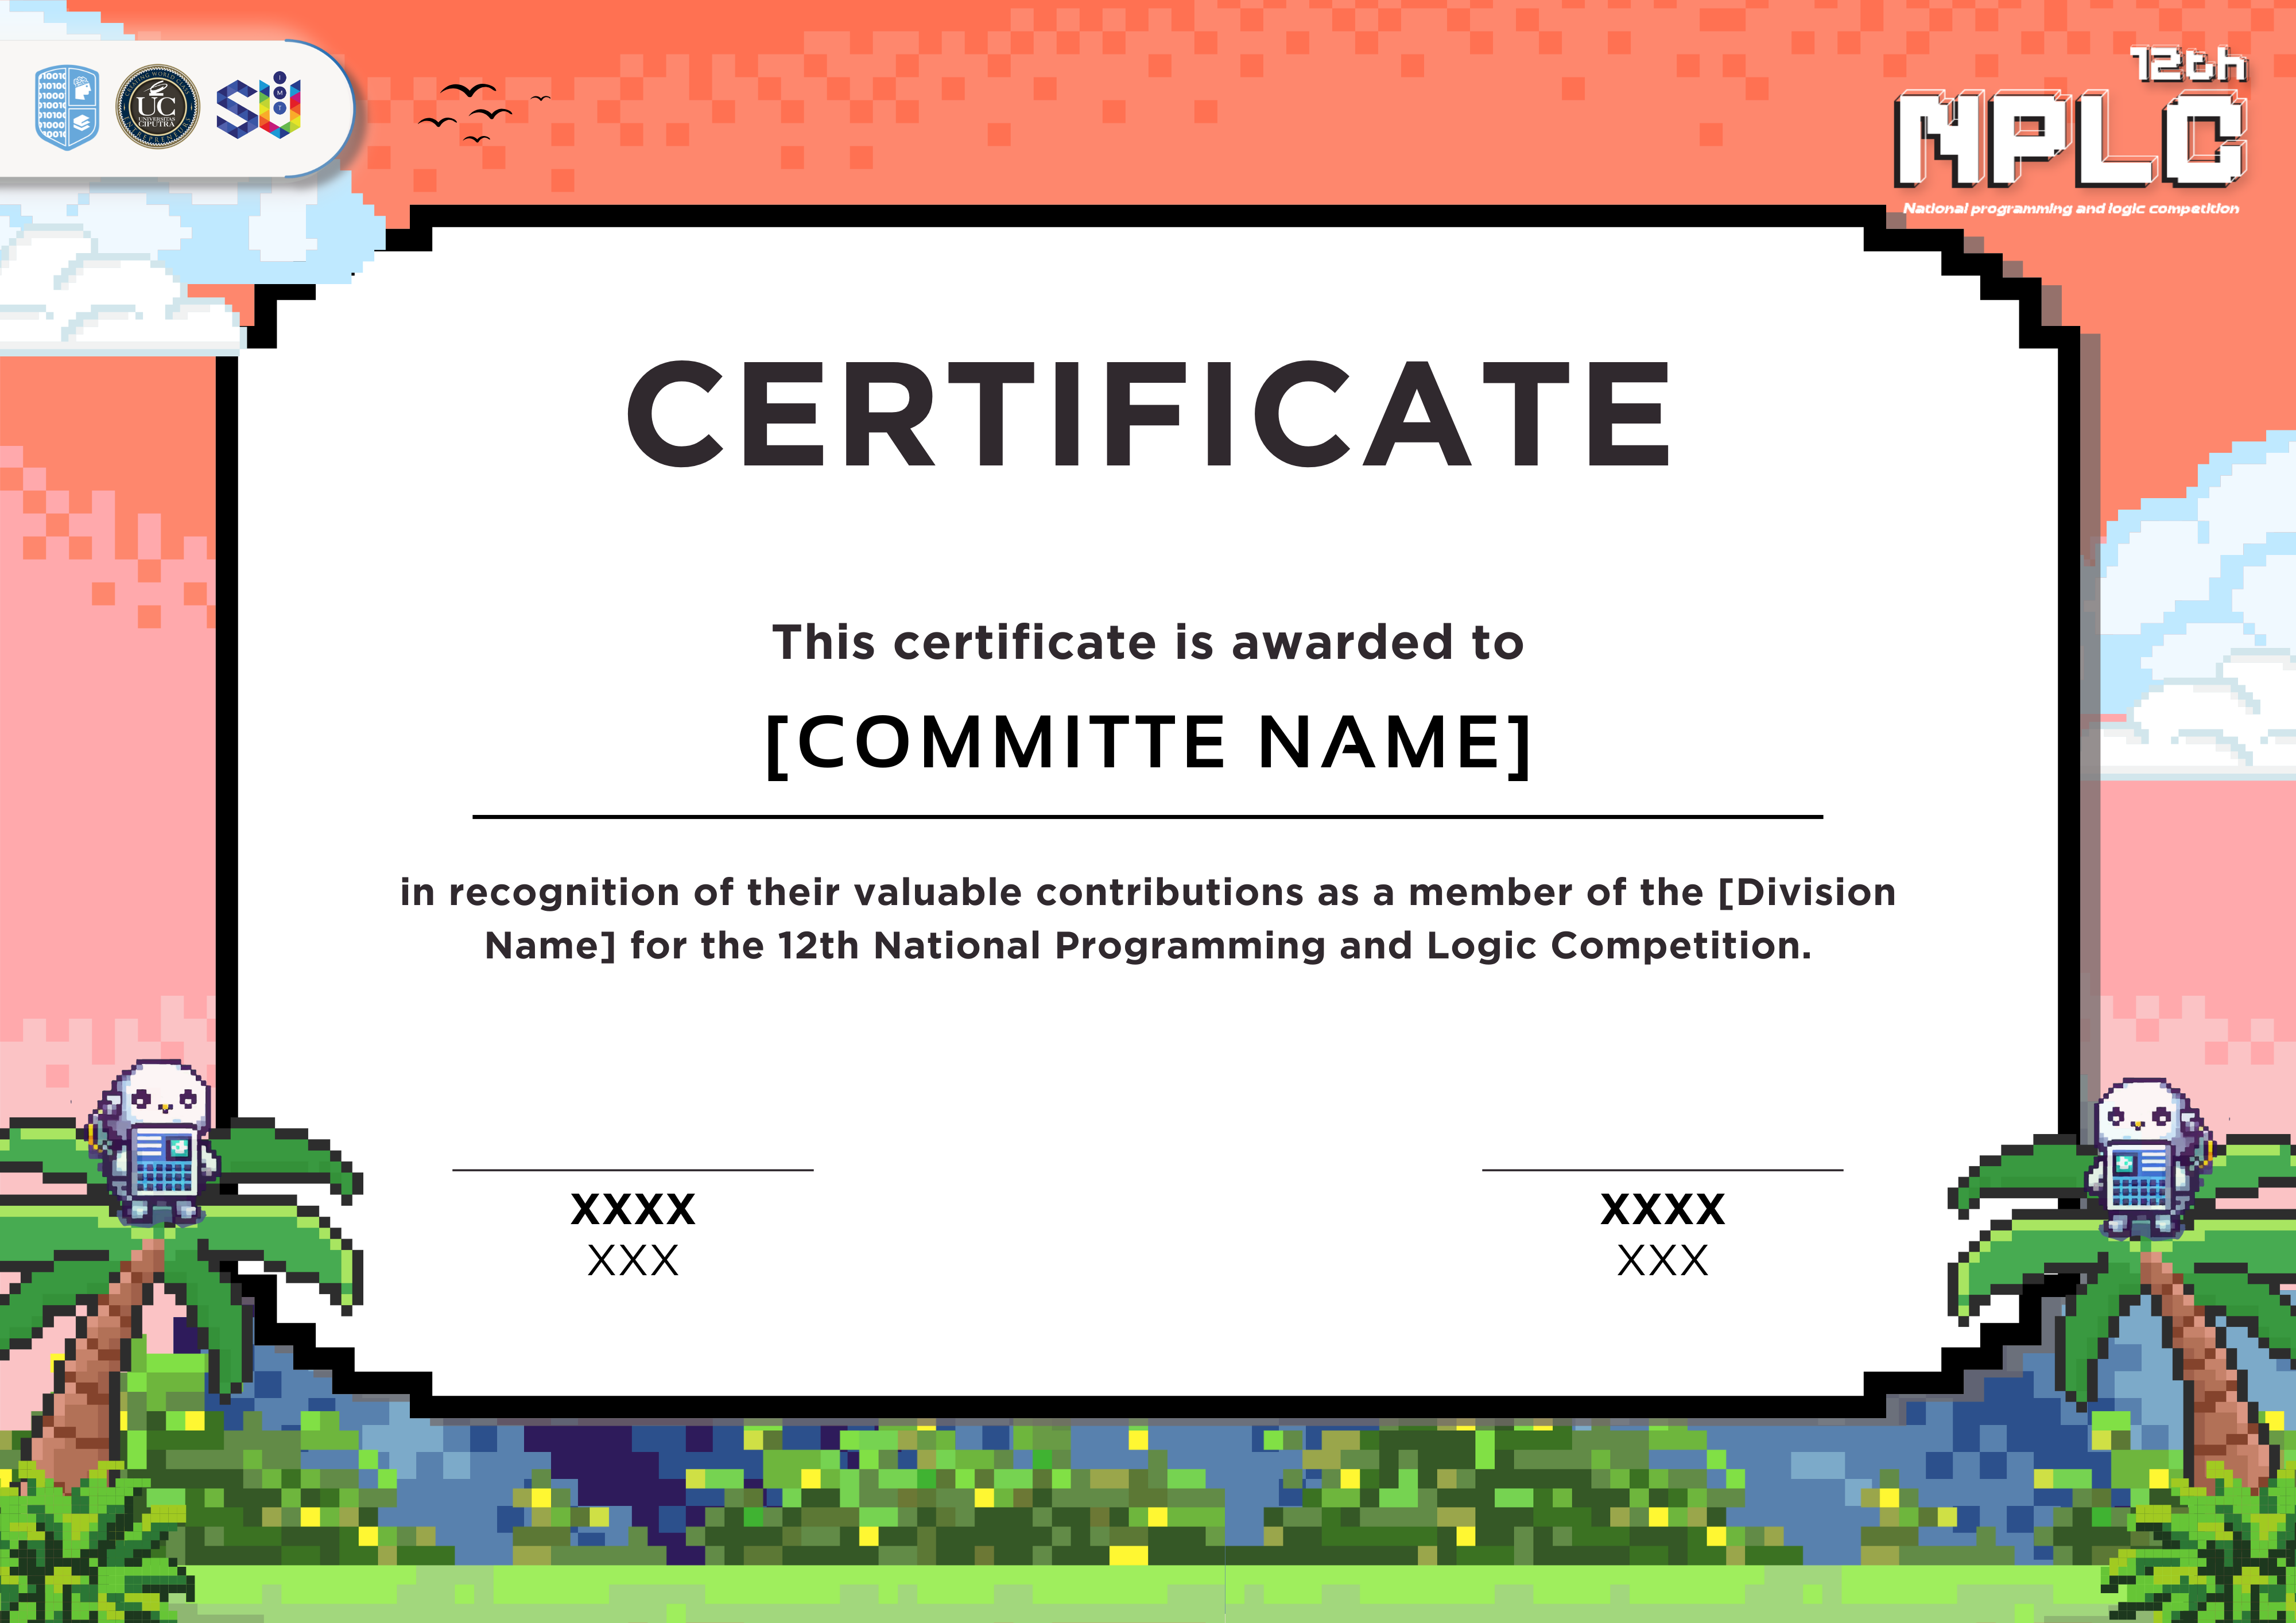 UC
UNIVERSITAS
CIPUTRA
SU
I
M
T
12th
NPLC
National programming and logic competition
CERTIFICATE
This certificate is awarded to
[COMMITTE NAME]
in recognition of their valuable contributions as a member of the [Division
Name] for the 12th National Programming and Logic Competition.
XXXX
XXX
XXXX
XXX